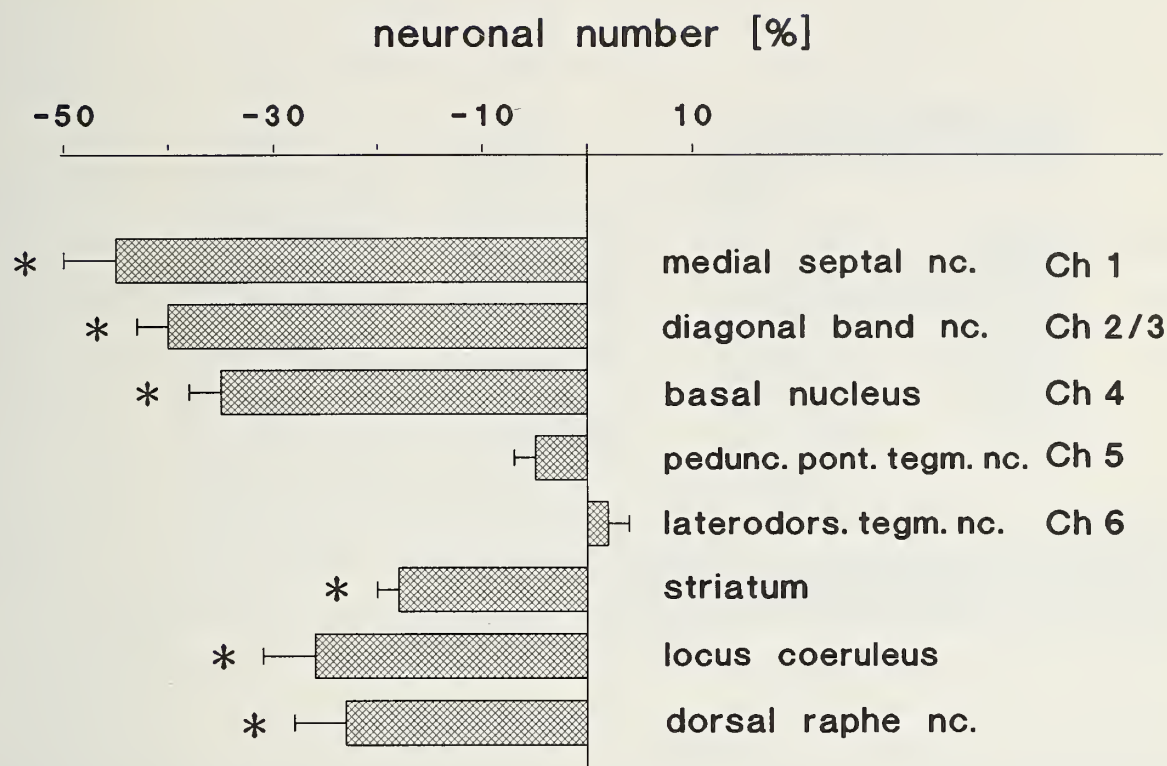 neuronal number [%]
-50 -30 -10 10
* medial septal nc. Ch 1
* diagonal band nc. Ch 2/3
* basal nucleus Ch 4
pedunc. pont. tegm. nc. Ch 5
laterodors. tegm. nc. Ch 6
* striatum
* locus coeruleus
* dorsal raphe nc.